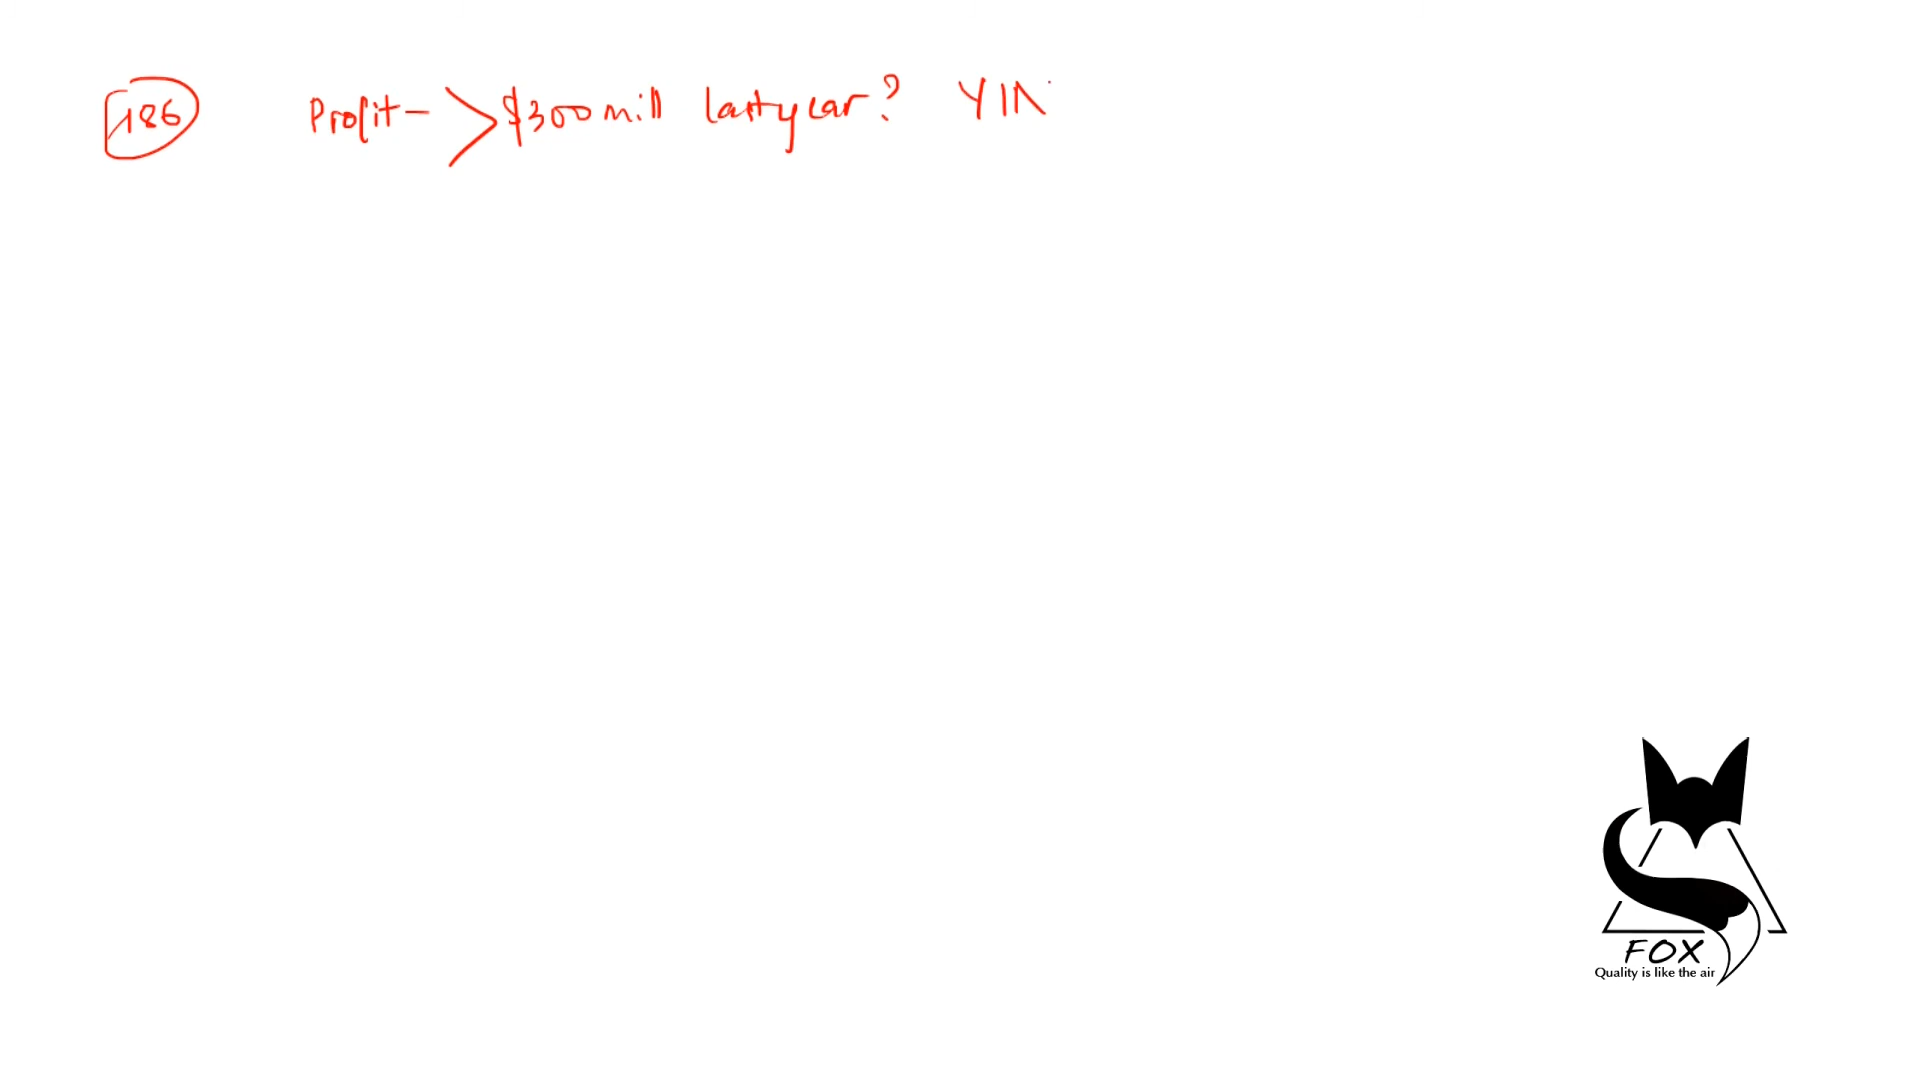 186 Profit - > $300 mill last year? Y/N
FOX
Quality is like the air